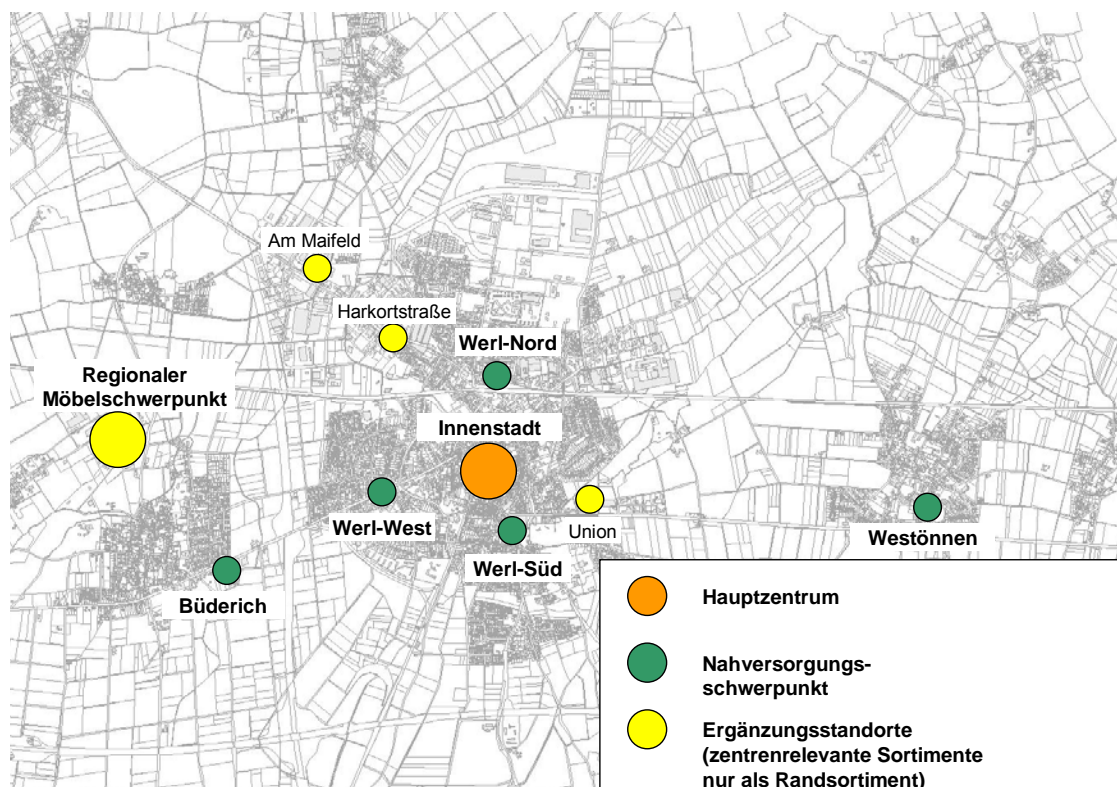 Am Maifeld
Harkortstraße
Werl-Nord
Regionaler
Möbelschwerpunkt
Innenstadt
Werl-West
Union
Westönnen
Werl-Süd
Büderich
Hauptzentrum
Nahversorgungs-
schwerpunkt
Ergänzungsstandorte
(zentrenrelevante Sortimente
nur als Randsortiment)